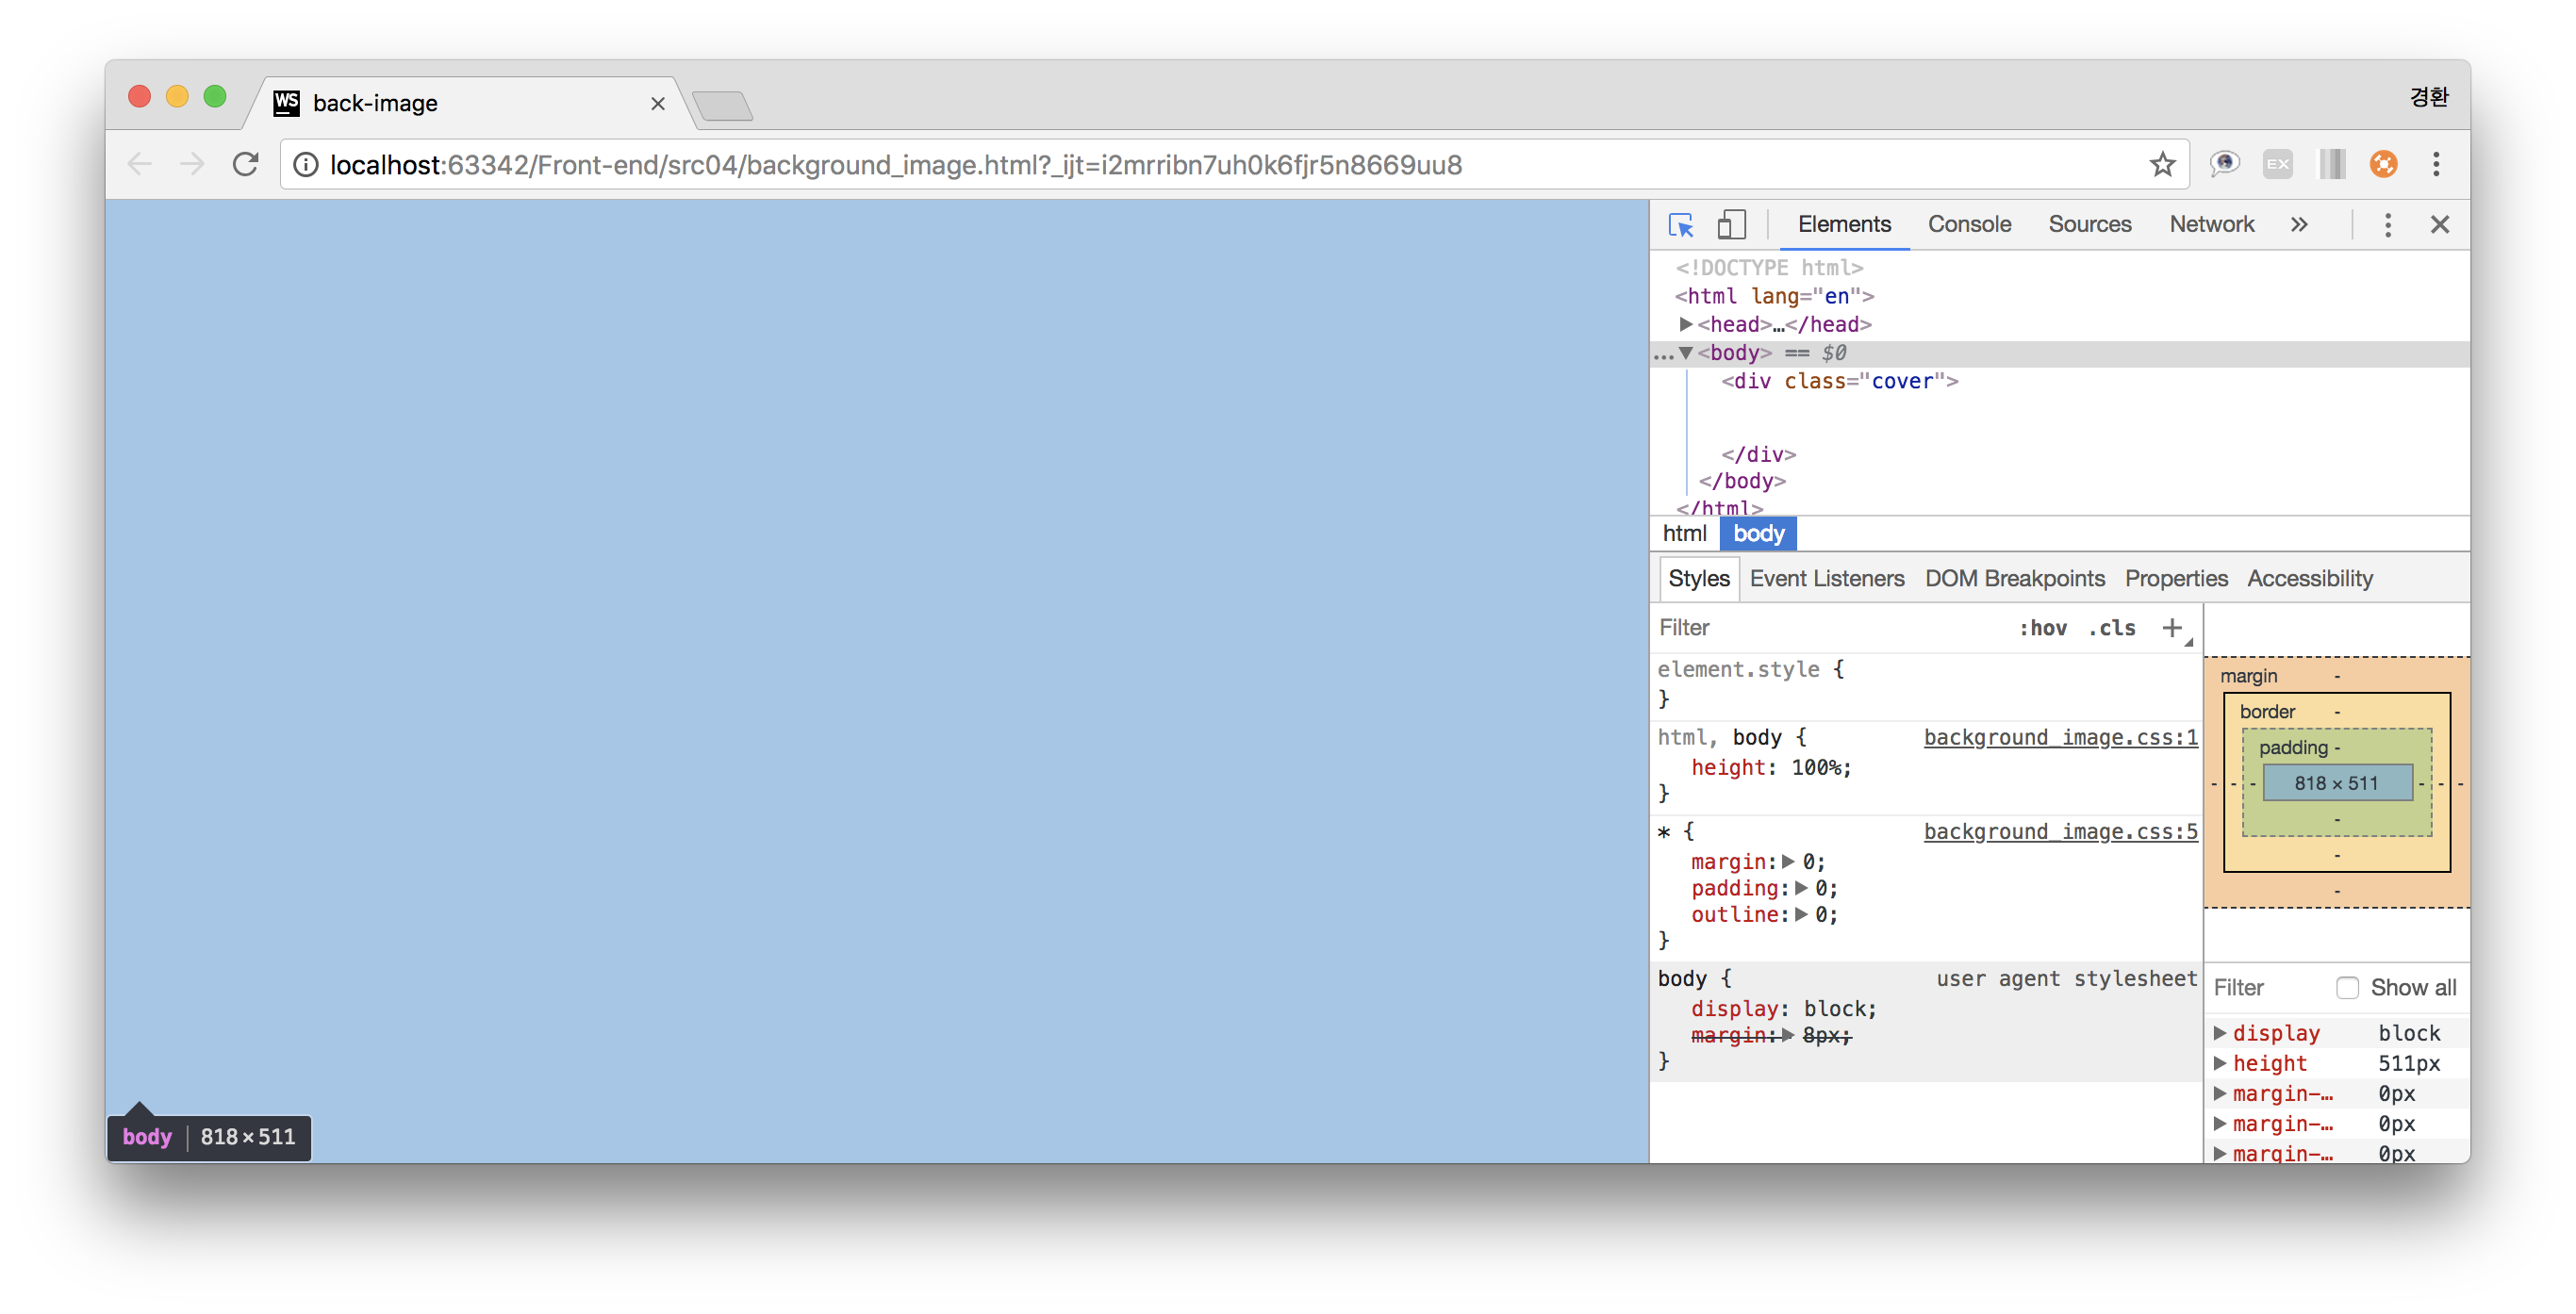 WS back-image
경환
localhost:63342/Front-end/src04/background_image.html?_ijt=i2mrribn7uh0k6fjr5n8669uu8
EX
Elements Console Sources Network
<!DOCTYPE html>
<html lang="en">
<head>…</head>
… <body> == $0
<div class="cover">
</div>
</body>
</html>
html body
Styles Event Listeners DOM Breakpoints Properties Accessibility
Filter :hov .cls +
element.style {
}
html, body { background_image.css:1
height: 100%;
}
* { background_image.css:5
margin: 0;
padding: 0;
outline: 0;
}
body { user agent stylesheet
display: block;
margin: 8px;
}
margin -
border -
padding -
- - - 818 × 511 - - -
-
-
-
Filter Show all
display block
height 511px
margin-… 0px
margin-… 0px
margin-… 0px
body 818 × 511